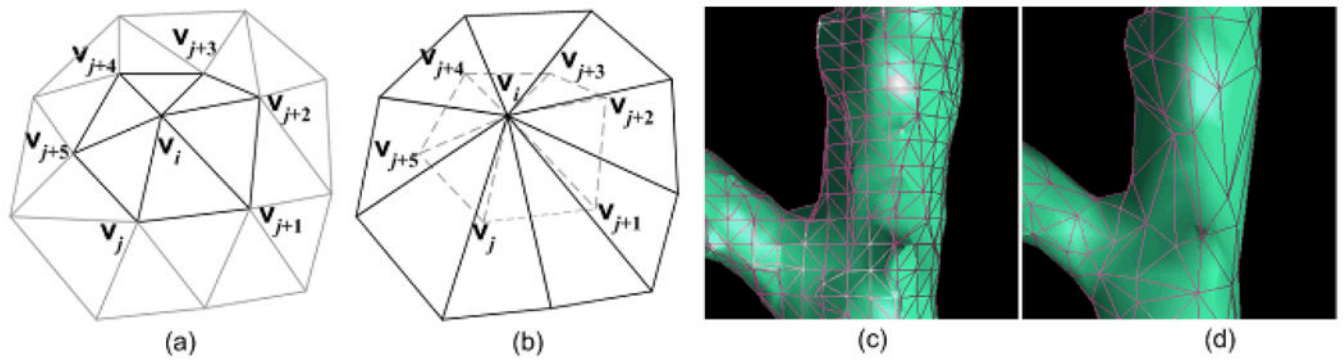 v_{j+4}
v_{j+3}
v_{j+2}
v_{j+5}
v_i
v_j
v_{j+1}
(a)
v_{j+4}
v_i
v_{j+3}
v_{j+2}
v_{j+5}
v_{j+1}
v_j
(b)
(c)
(d)